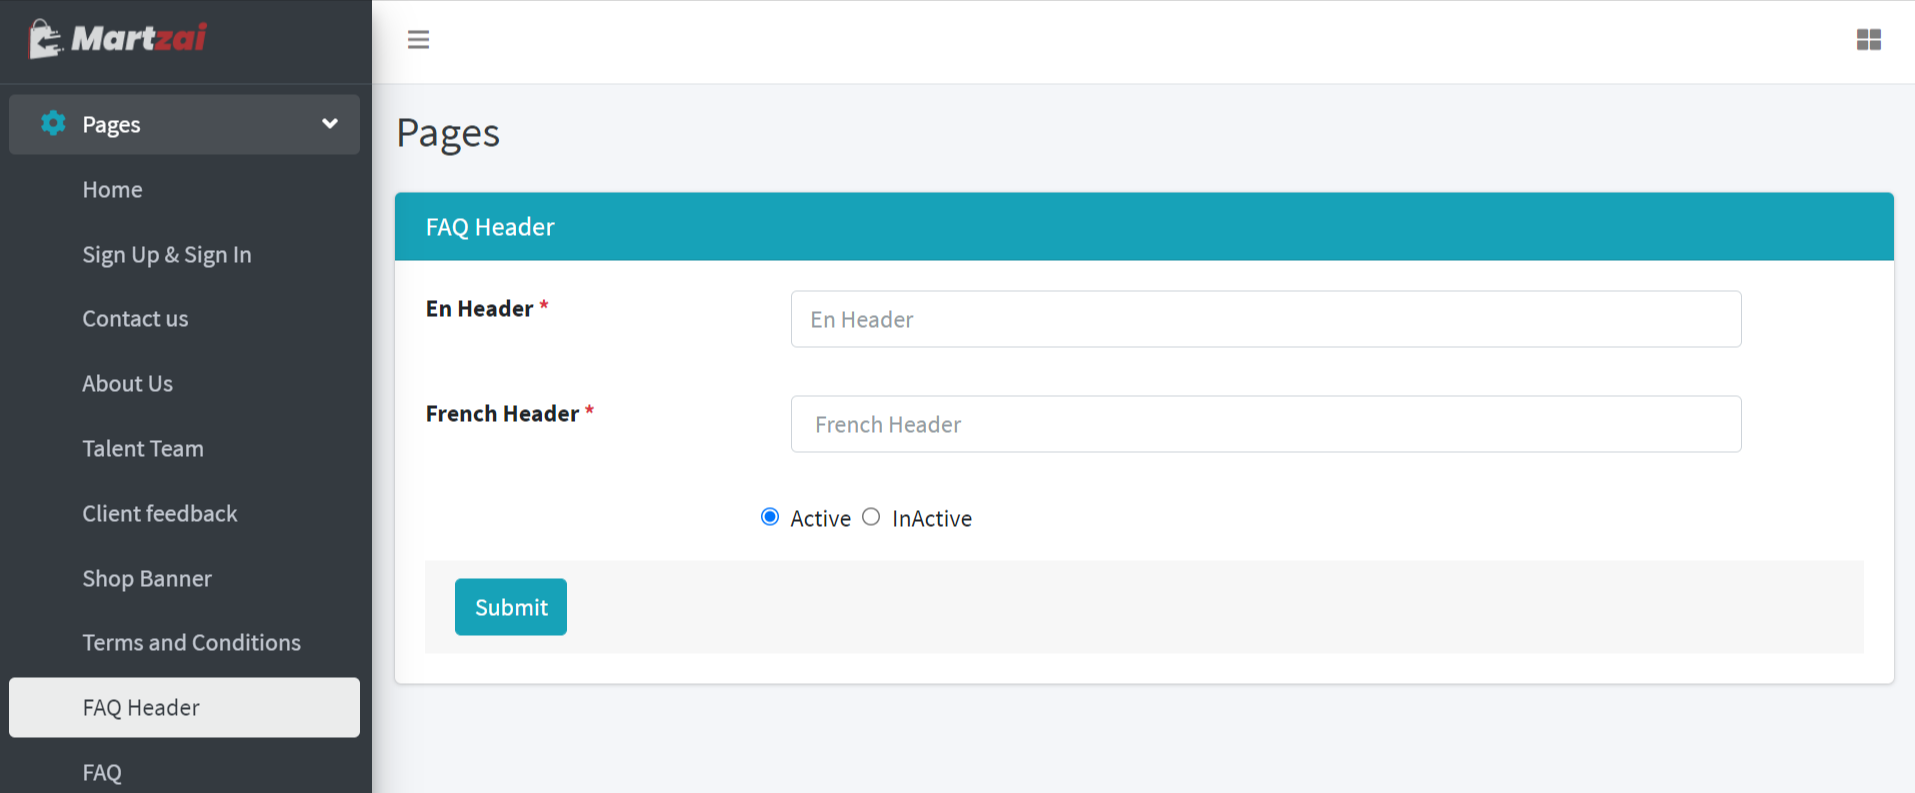 Martzai
Pages
Home
Sign Up & Sign In
Contact us
About Us
Talent Team
Client feedback
Shop Banner
Terms and Conditions
FAQ Header
FAQ
Pages
FAQ Header
En Header *
En Header
French Header *
French Header
Active InActive
Submit